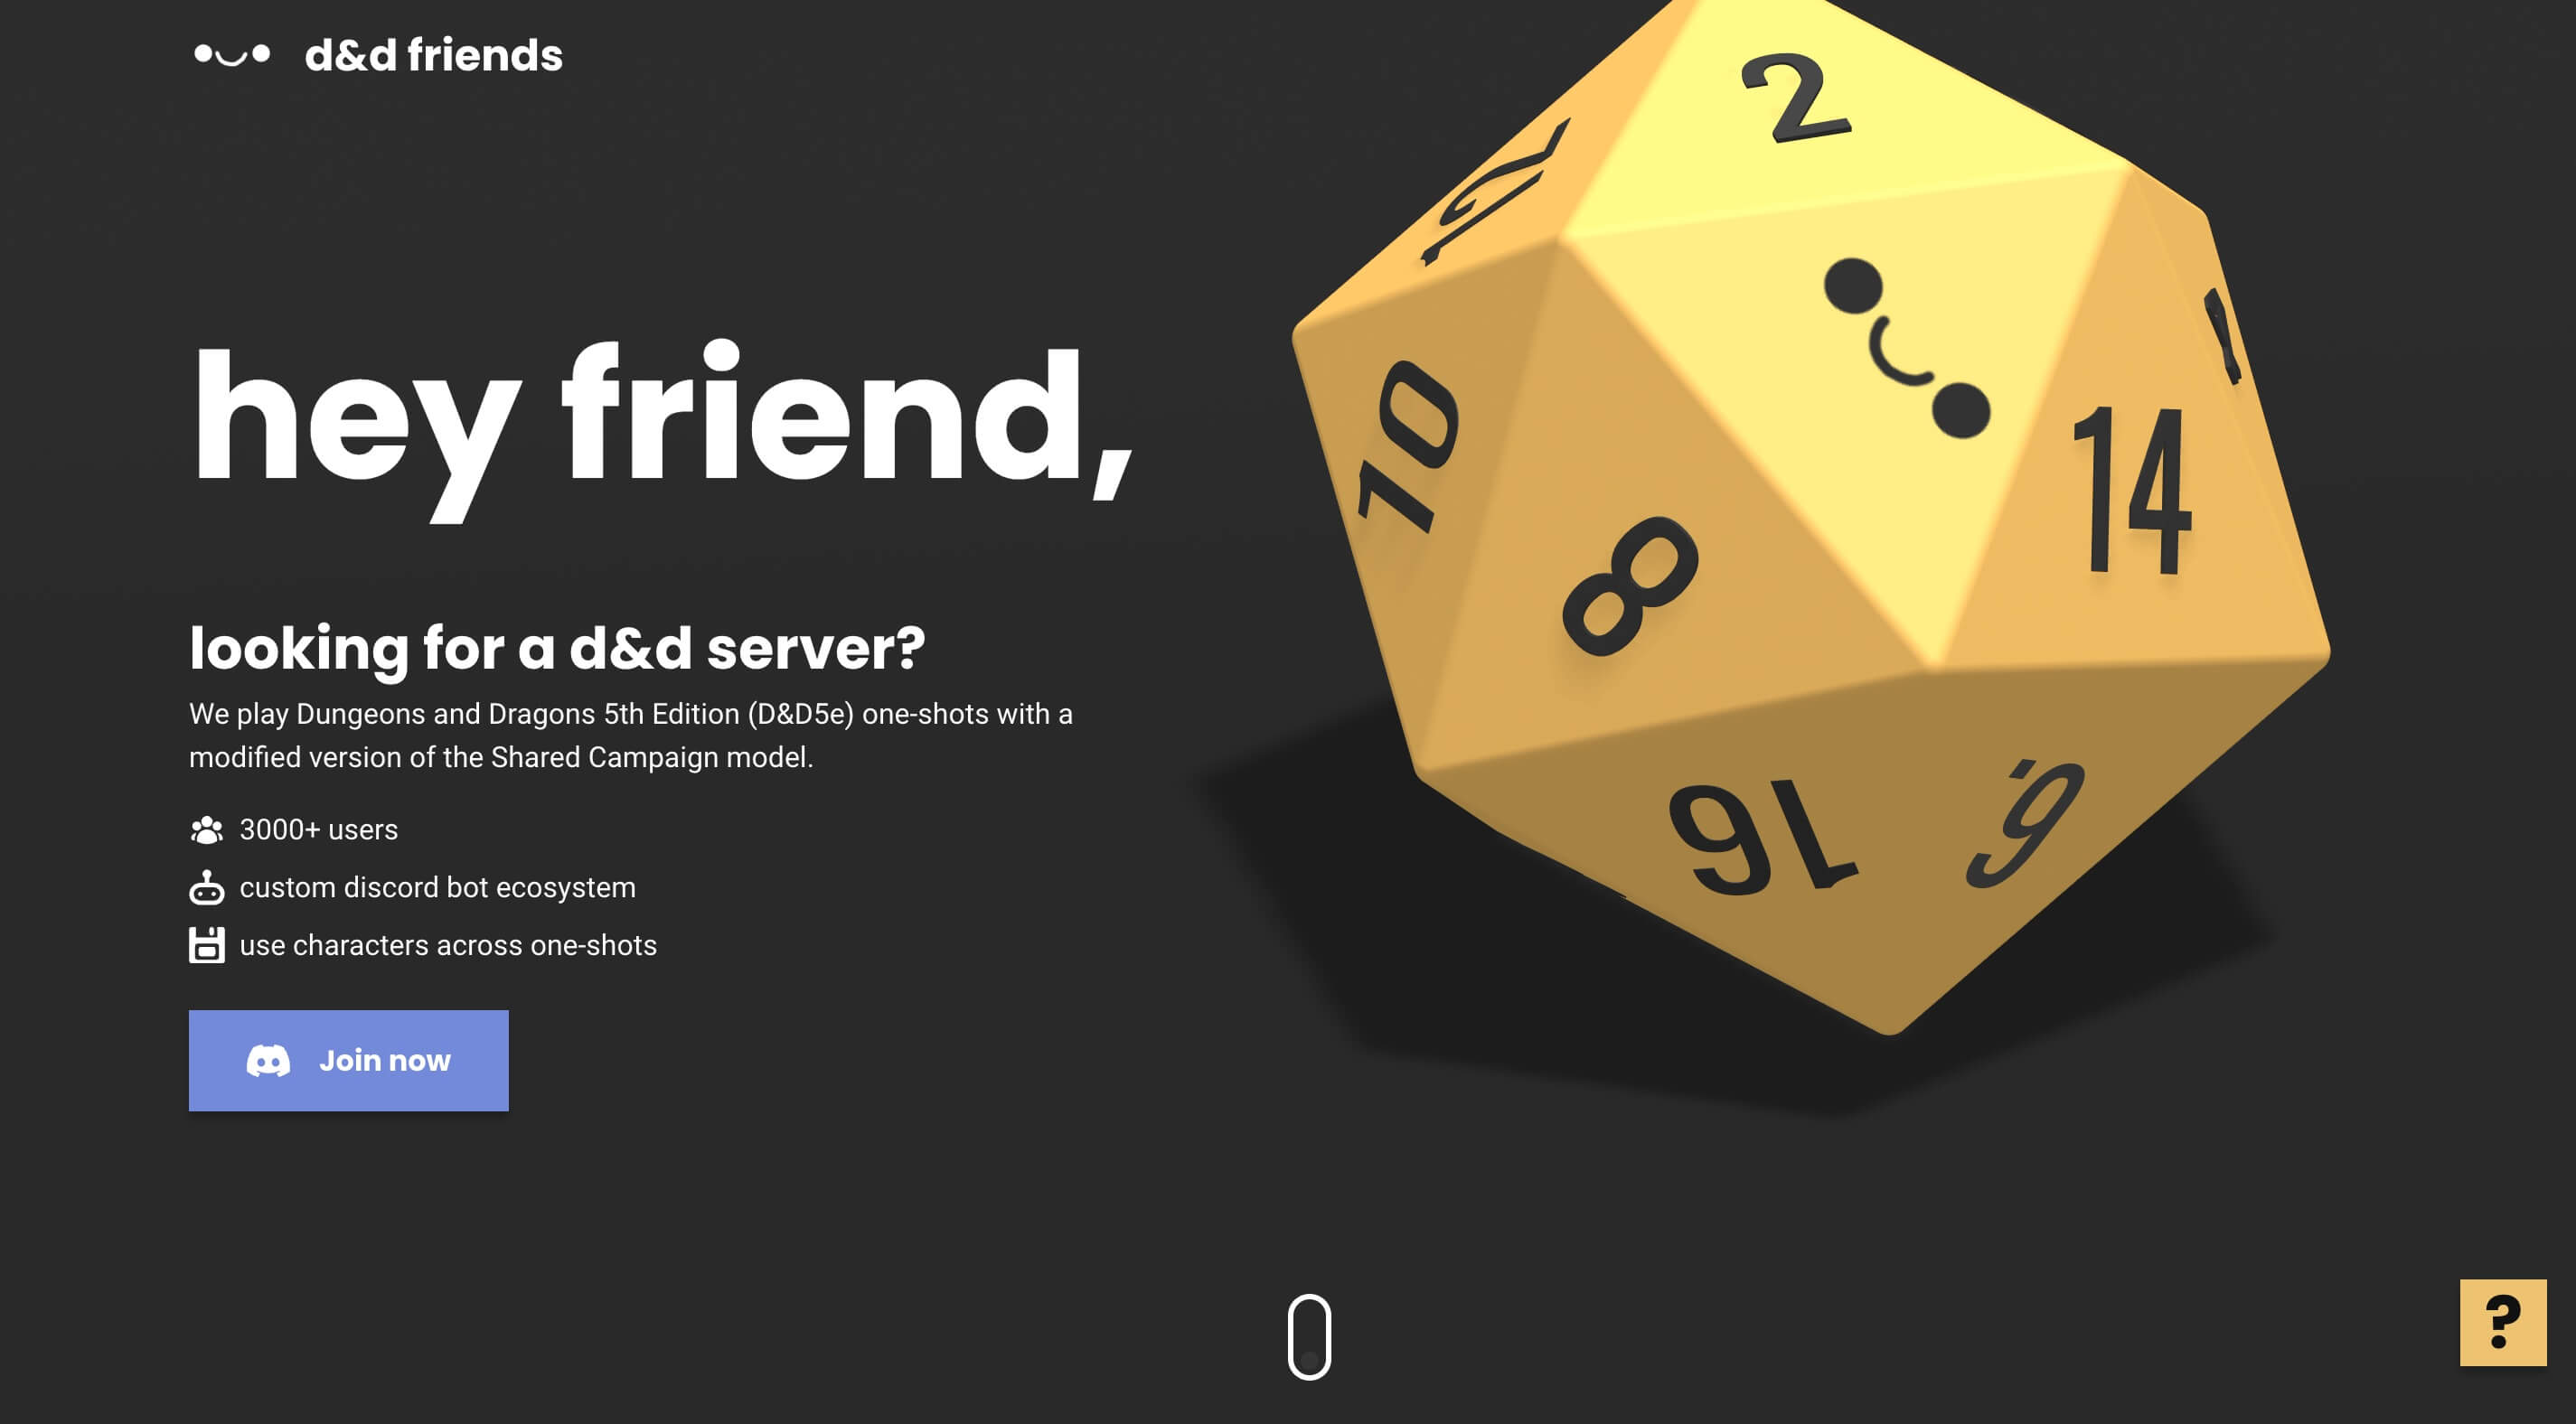 d&d friends
hey friend,
looking for a d&d server?
We play Dungeons and Dragons 5th Edition (D&D5e) one-shots with a
modified version of the Shared Campaign model.
3000+ users
custom discord bot ecosystem
use characters across one-shots
Join now
2
10
8
14
16
6.
?